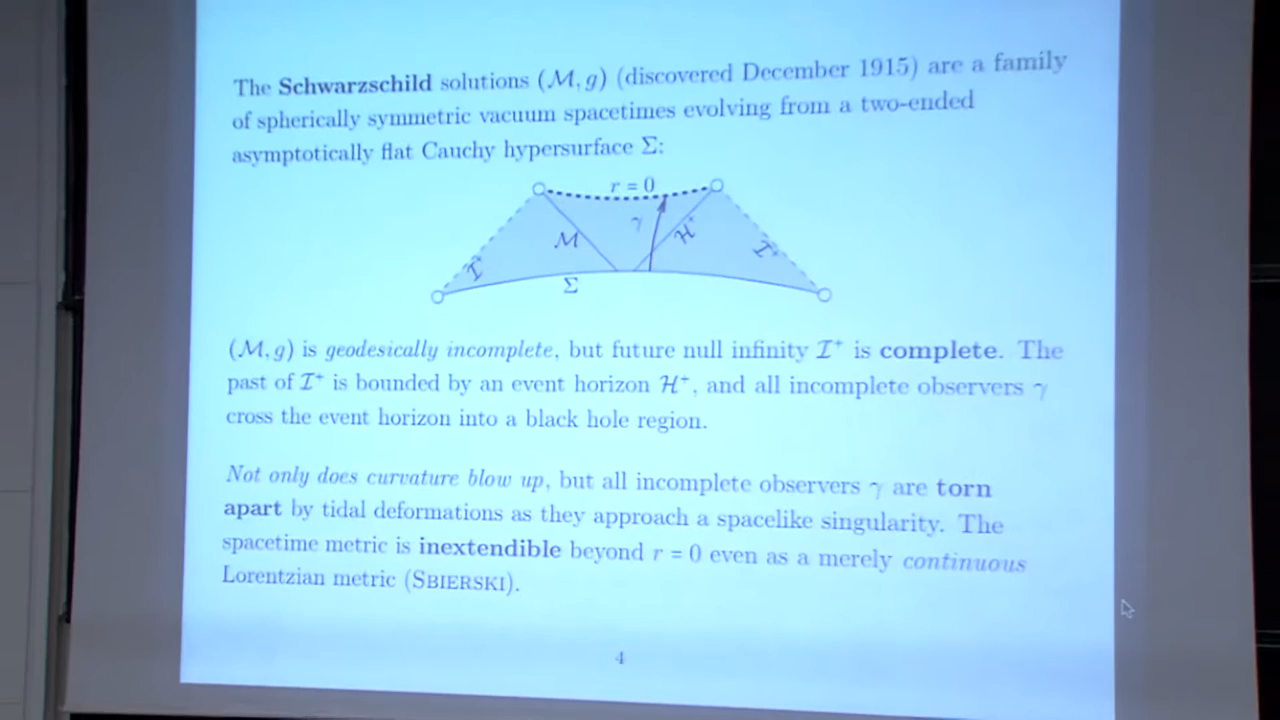 The Schwarzschild solutions (M, g) (discovered December 1915) are a family
of spherically symmetric vacuum spacetimes evolving from a two-ended
asymptotically flat Cauchy hypersurface Σ:
r = 0
γ
M
H⁺
I⁺
I⁺
Σ
(M, g) is geodesically incomplete, but future null infinity I⁺ is complete. The
past of I⁺ is bounded by an event horizon H⁺, and all incomplete observers γ
cross the event horizon into a black hole region.
Not only does curvature blow up, but all incomplete observers γ are torn
apart by tidal deformations as they approach a spacelike singularity. The
spacetime metric is inextendible beyond r = 0 even as a merely continuous
Lorentzian metric (SBIERSKI).
4